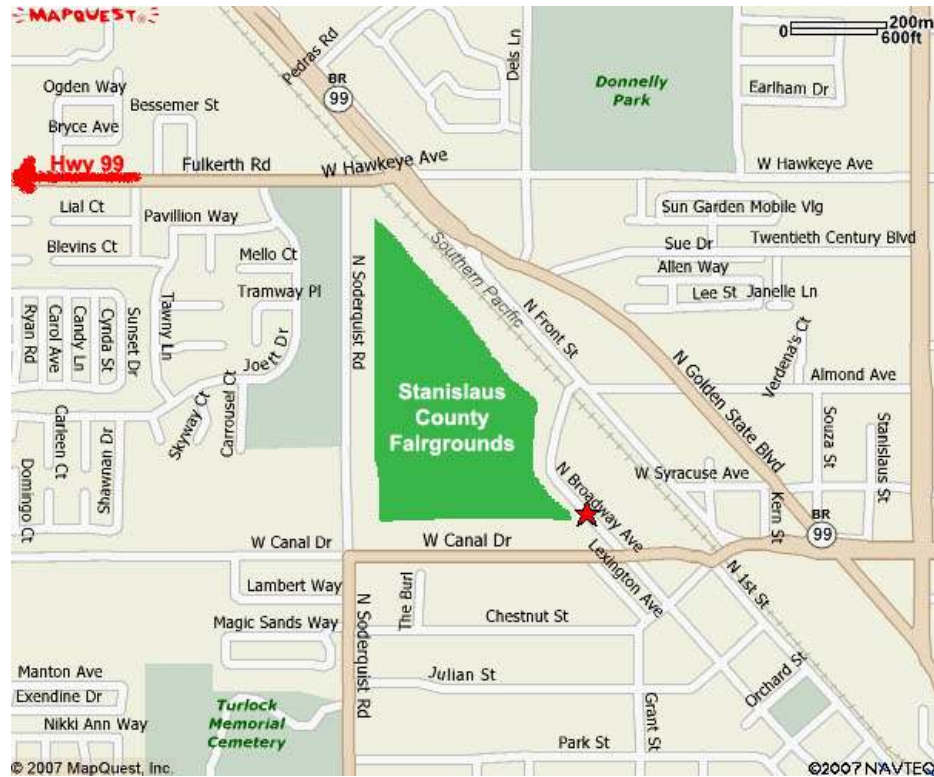 MAPQUEST
200m
0
600ft
Pedras Rd
Dels Ln
BR
99
Donnelly
Park
Ogden Way
Earlham Dr
Bessemer St
Bryce Ave
Hwy 99
Fulkerth Rd
W Hawkeye Ave
W Hawkeye Ave
Lial Ct
Pavillion Way
Sun Garden Mobile Vlg
Blevins Ct
Mello Ct
N Soderquist Rd
Southern Pacific
Sue Dr
Twentieth Century Blvd
Allen Way
Tramway Pl
Lee St
Janelle Ln
Ryan Rd
Carol Ave
Candy Ln
Cynda St
Sunset Dr
Tawny Ln
Joett Dr
N Front St
Verdena's Ct
N Golden State Blvd
Almond Ave
Stanislaus
County
Fairgrounds
Carleen Ct
Skyway Ct
Carrousel Ct
Souza St
Stanislaus St
Domingo Ct
Shawnan Dr
W Syracuse Ave
N Broadway Ave
Kern St
BR
99
W Canal Dr
W Canal Dr
Lexington Ave
N 1st St
Lambert Way
The Burl
N Soderquist Rd
Magic Sands Way
Chestnut St
Manton Ave
Julian St
Orchard St
Exendine Dr
Turlock
Memorial
Cemetery
Grant St
Nikki Ann Way
Park St
© 2007 MapQuest, Inc.
©2007 NAVTEQ